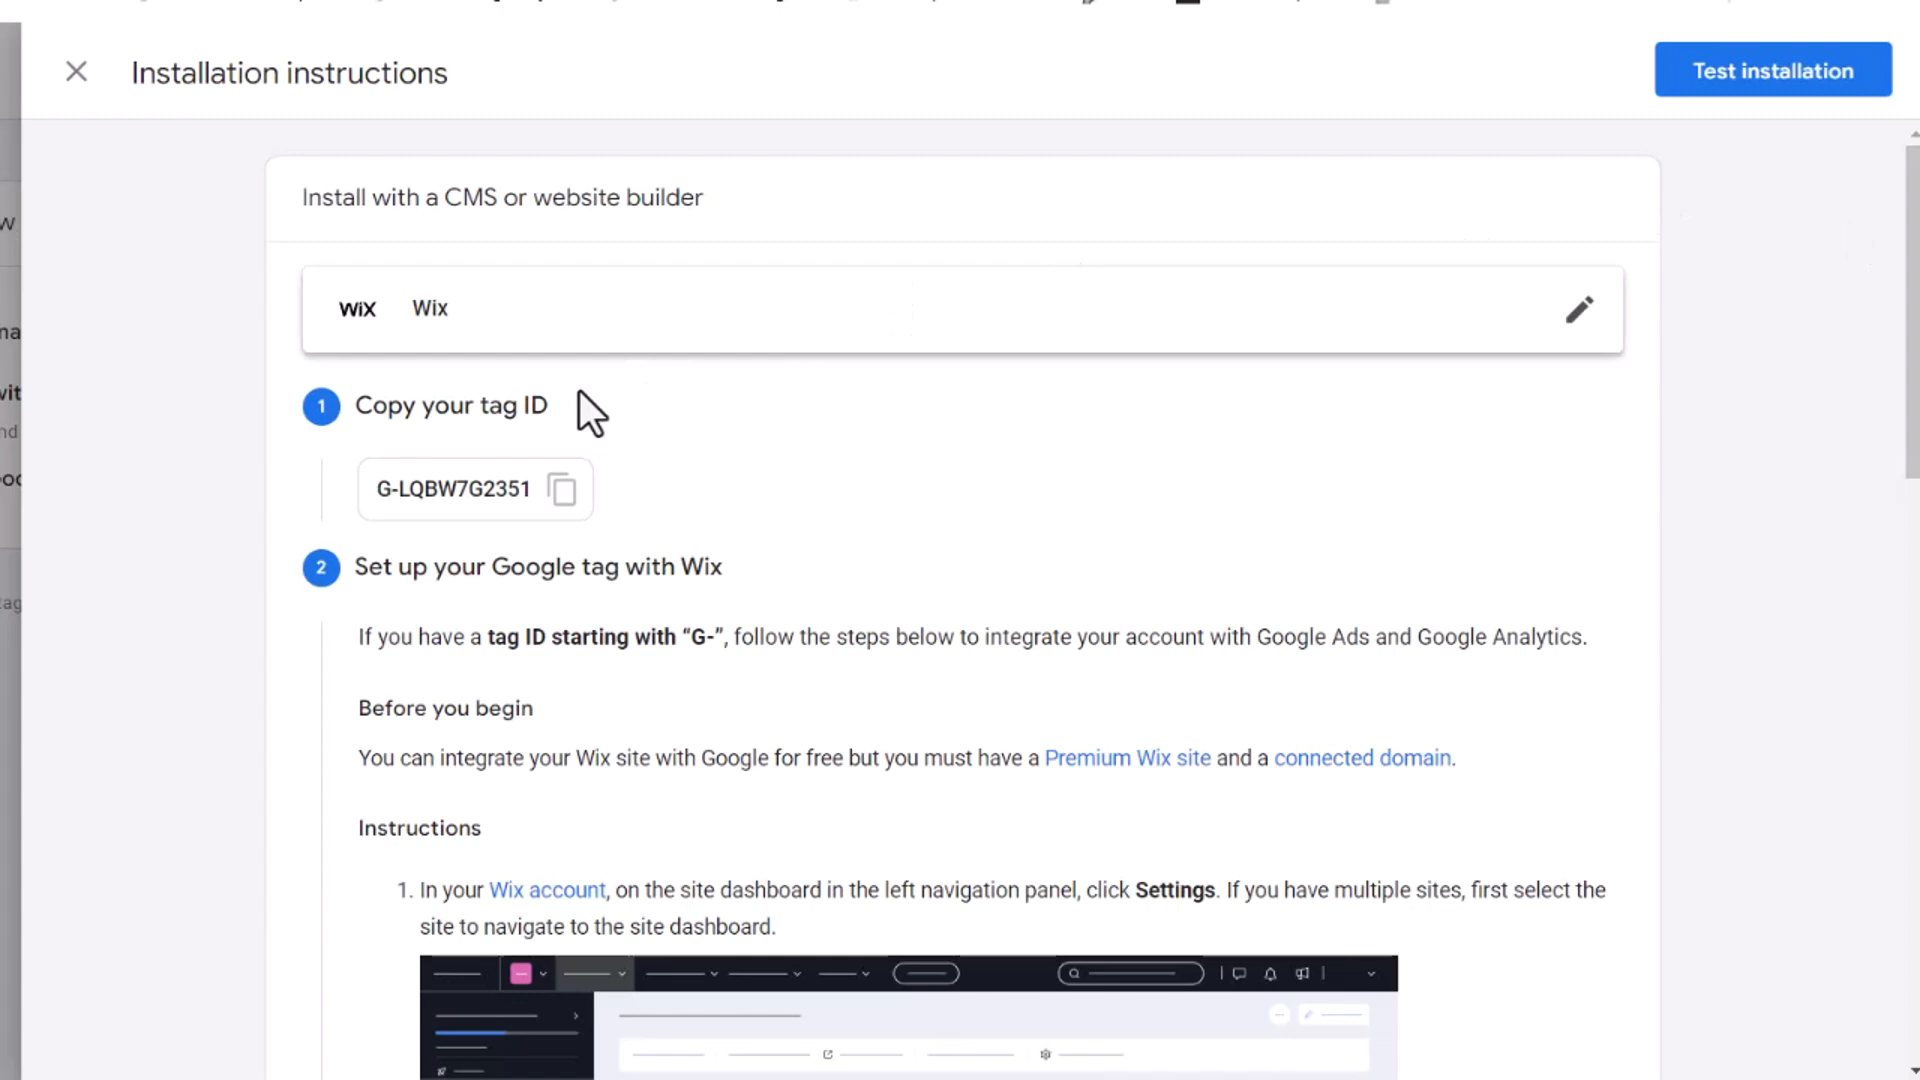 Installation instructions
Test installation
Install with a CMS or website builder
WiX Wix
1 Copy your tag ID
G-LQBW7G2351
2 Set up your Google tag with Wix
If you have a tag ID starting with “G-”, follow the steps below to integrate your account with Google Ads and Google Analytics.
Before you begin
You can integrate your Wix site with Google for free but you must have a Premium Wix site and a connected domain.
Instructions
1. In your Wix account, on the site dashboard in the left navigation panel, click Settings. If you have multiple sites, first select the
site to navigate to the site dashboard.